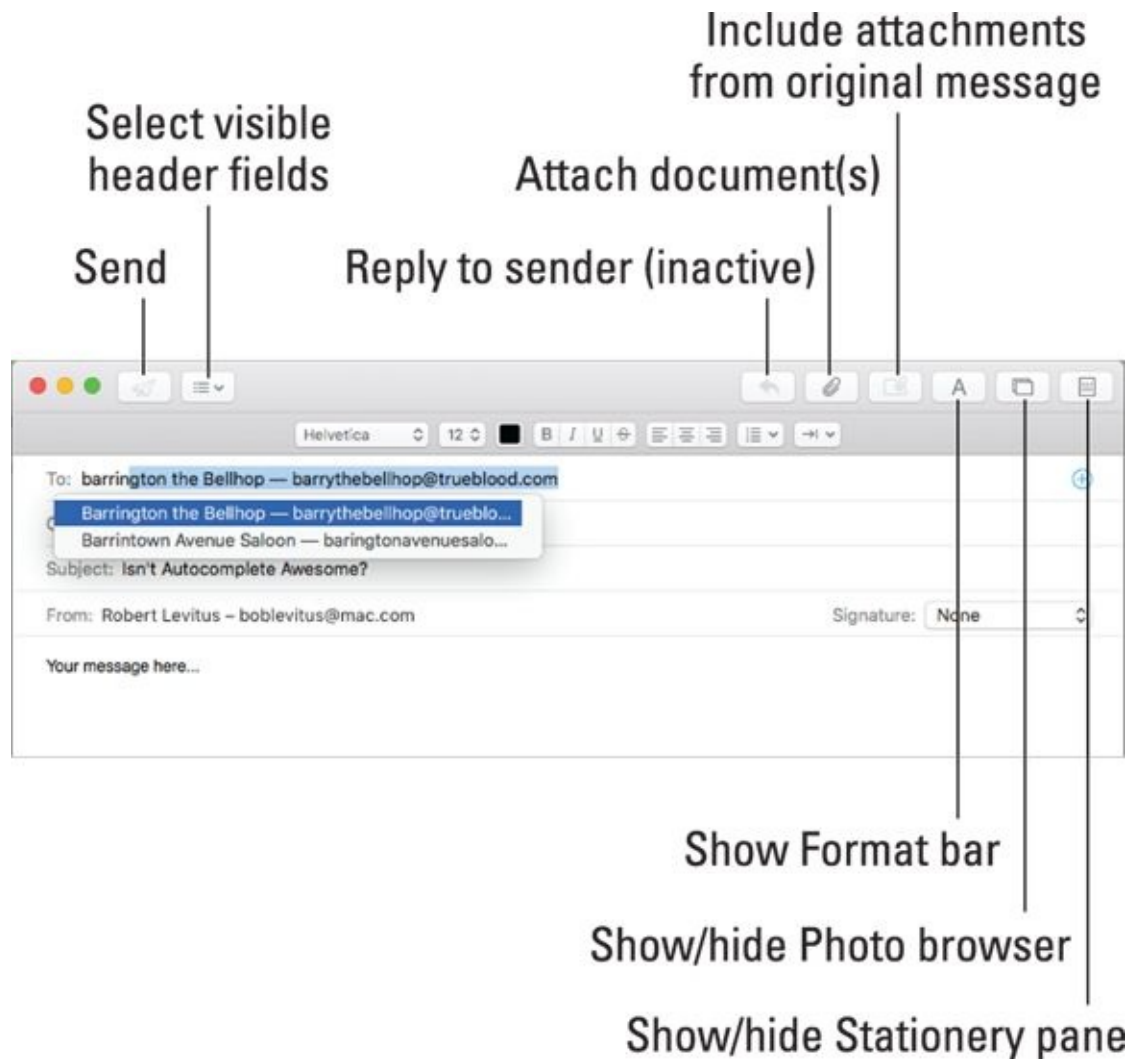 Include attachments
from original message
Select visible
header fields
Attach document(s)
Send
Reply to sender (inactive)
A
Helvetica 12 B I U S
To: barrington the Bellhop — barrythebellhop@trueblood.com
Barrington the Bellhop — barrythebellhop@trueblo...
Barrintown Avenue Saloon — baringtonavenuesalo...
Subject: Isn't Autocomplete Awesome?
From: Robert Levitus – boblevitus@mac.com Signature: None
Your message here...
Show Format bar
Show/hide Photo browser
Show/hide Stationery pane